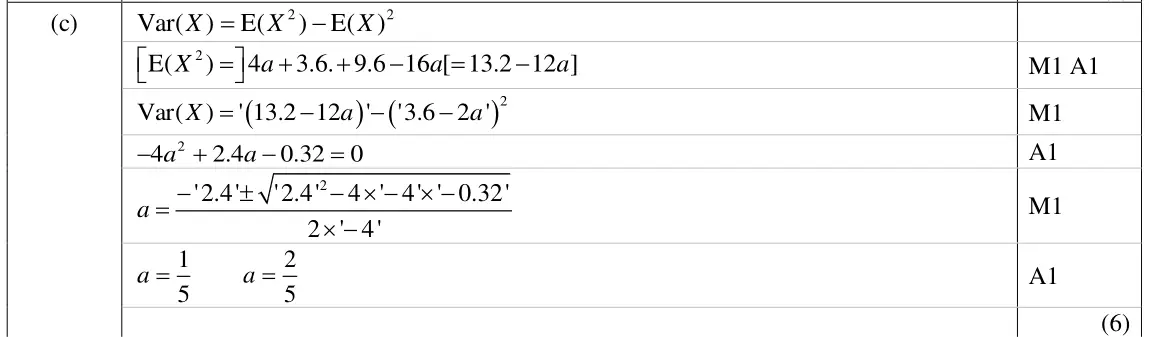 (c) Var(X) = E(X²) − E(X)²
[E(X²) =] 4a + 3.6. + 9.6 − 16a[= 13.2 − 12a] M1 A1
Var(X) = '(13.2 − 12a)' − ('3.6 − 2a')² M1
−4a² + 2.4a − 0.32 = 0 A1
a = (−'2.4' ± √('2.4'² − 4 × '−4' × '−0.32')) / (2 × '−4') M1
a = 1/5 a = 2/5 A1
(6)